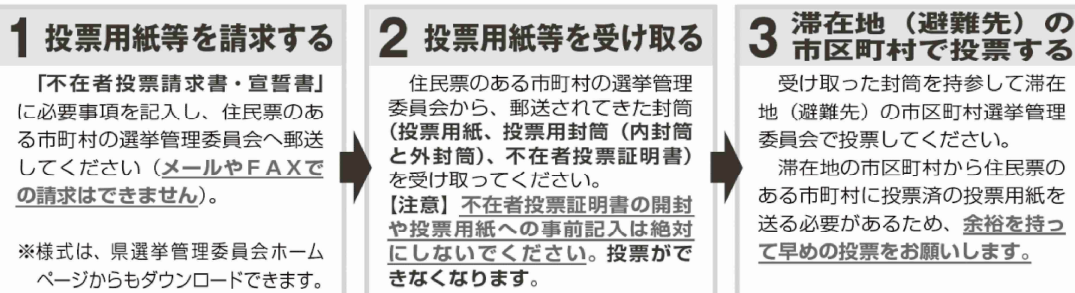 1 投票用紙等を請求する
「不在者投票請求書・宣誓書」
に必要事項を記入し、住民票のあ
る市町村の選挙管理委員会へ郵送
してください（メールやＦＡＸで
の請求はできません）。
※様式は、県選挙管理委員会ホーム
ページからもダウンロードできます。
2 投票用紙等を受け取る
住民票のある市町村の選挙管理
委員会から、郵送されてきた封筒
（投票用紙、投票用封筒（内封筒
と外封筒）、不在者投票証明書）
を受け取ってください。
【注意】不在者投票証明書の開封
や投票用紙への事前記入は絶対
にしないでください。投票がで
きなくなります。
3 滞在地（避難先）の
市区町村で投票する
受け取った封筒を持参して滞在
地（避難先）の市区町村選挙管理
委員会で投票してください。
滞在地の市区町村から住民票の
ある市町村に投票済の投票用紙を
送る必要があるため、余裕を持っ
て早めの投票をお願いします。